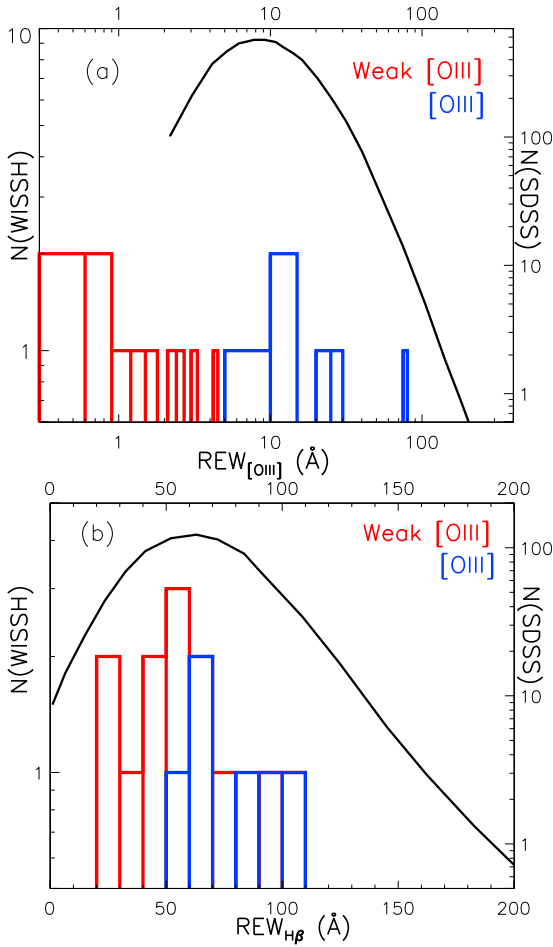 1 10 100
(a)
Weak [OIII]
[OIII]
10
1
N(WISSH)
100
10
1
N(SDSS)
1 10 100
REW[OIII] (Å)
0 50 100 150 200
(b)
Weak [OIII]
[OIII]
1
N(WISSH)
100
10
1
N(SDSS)
0 50 100 150 200
REWHβ (Å)